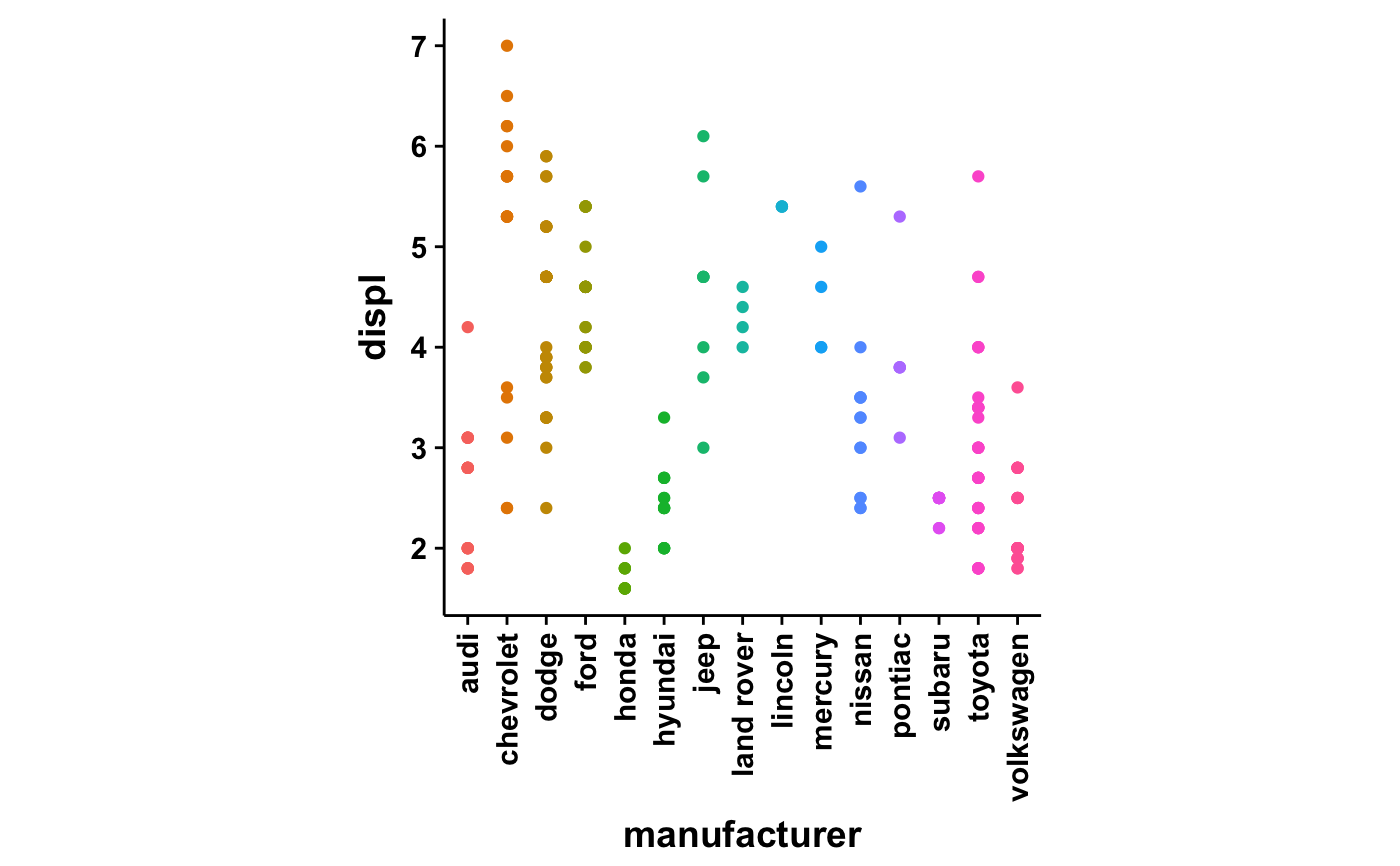 displ
7
6
5
4
3
2
audi
chevrolet
dodge
ford
honda
hyundai
jeep
land rover
lincoln
mercury
nissan
pontiac
subaru
toyota
volkswagen
manufacturer